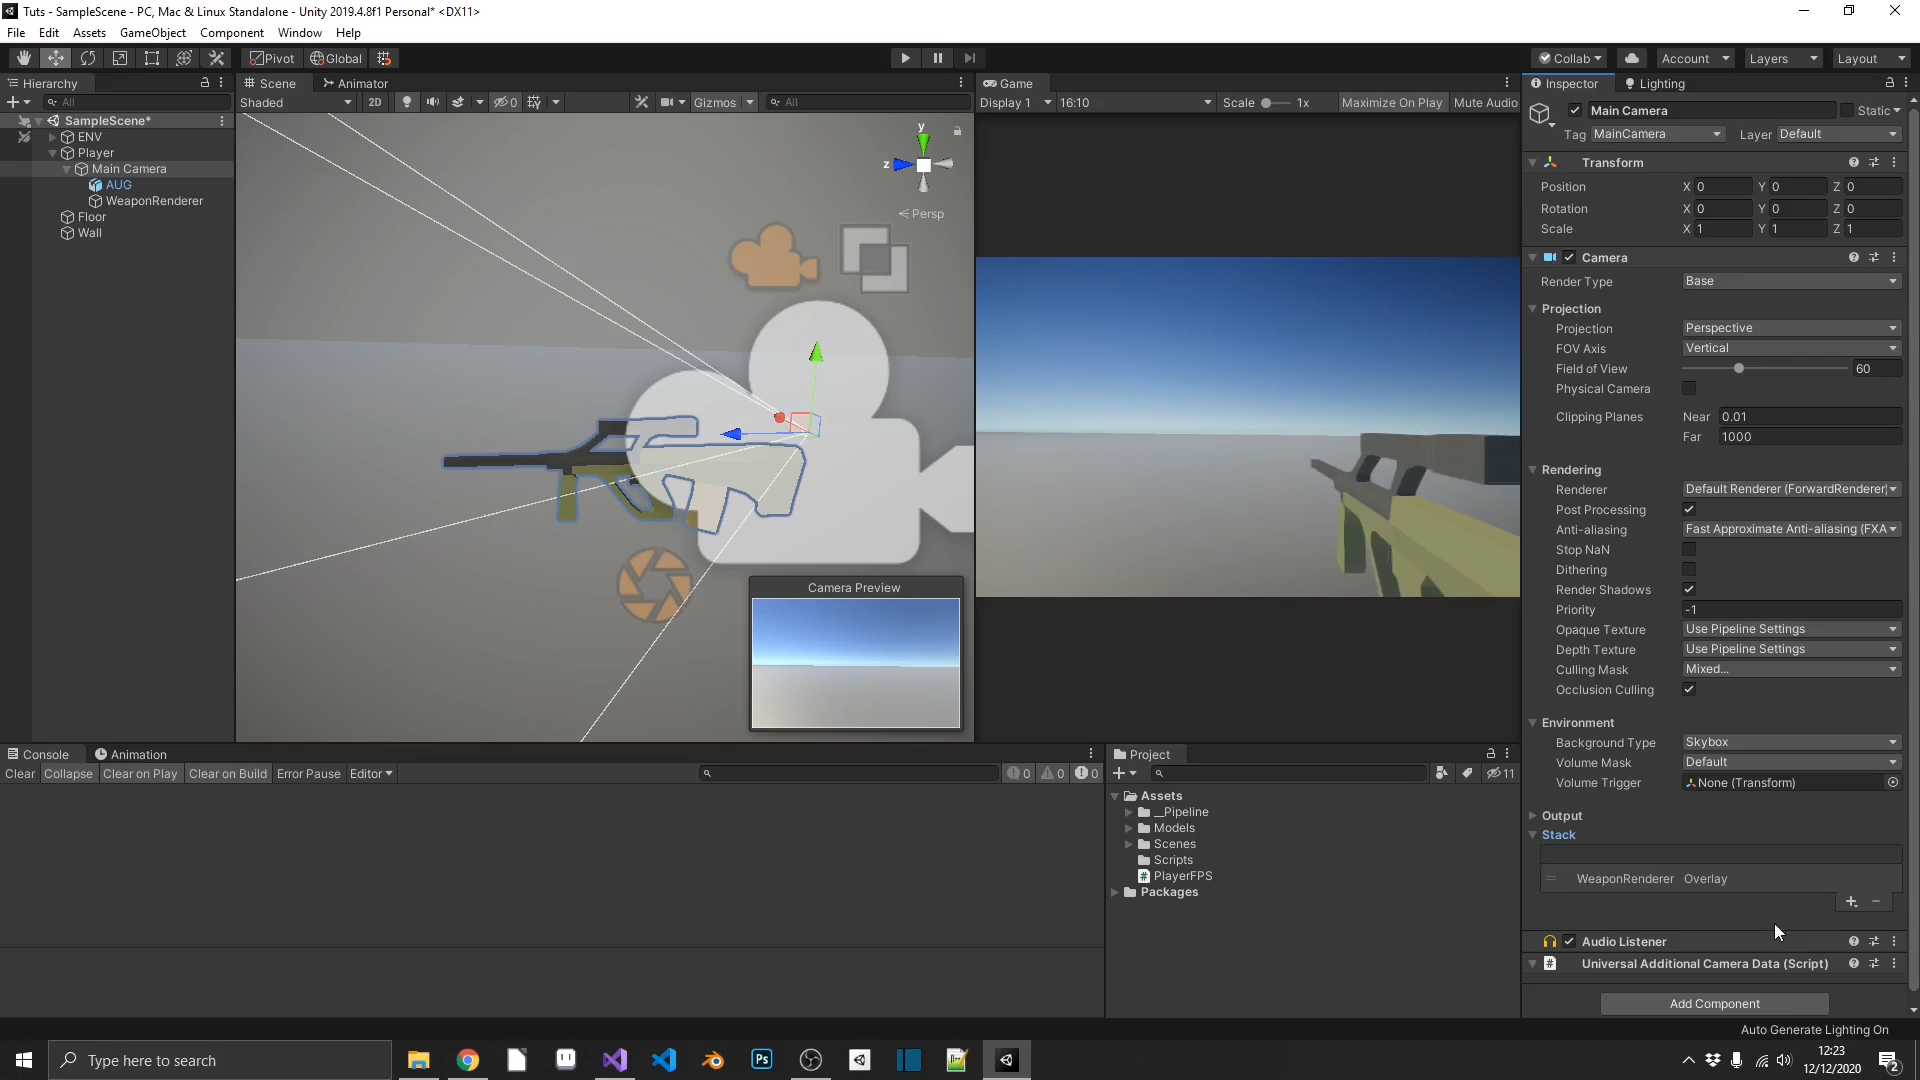 Tuts - SampleScene - PC, Mac & Linux Standalone - Unity 2019.4.8f1 Personal* <DX11>
File Edit Assets GameObject Component Window Help
Pivot Global Collab Account Layers Layout
Hierarchy
All
SampleScene*
ENV
Player
Main Camera
AUG
WeaponRenderer
Floor
Wall
Scene Animator
Shaded 2D 0 Gizmos All
y
z
Persp
Camera Preview
Game
Display 1 16:10 Scale 1x Maximize On Play Mute Audio
Inspector Lighting
Main Camera Static
Tag MainCamera Layer Default
Transform
Position X 0 Y 0 Z 0
Rotation X 0 Y 0 Z 0
Scale X 1 Y 1 Z 1
Camera
Render Type Base
Projection
Projection Perspective
FOV Axis Vertical
Field of View 60
Physical Camera
Clipping Planes Near 0.01
Far 1000
Rendering
Renderer Default Renderer (ForwardRenderer)
Post Processing
Anti-aliasing Fast Approximate Anti-aliasing (FXA
Stop NaN
Dithering
Render Shadows
Priority -1
Opaque Texture Use Pipeline Settings
Depth Texture Use Pipeline Settings
Culling Mask Mixed...
Occlusion Culling
Environment
Background Type Skybox
Volume Mask Default
Volume Trigger None (Transform)
Output
Stack
WeaponRenderer Overlay
Audio Listener
# Universal Additional Camera Data (Script)
Add Component
Auto Generate Lighting On
Console Animation
Clear Collapse Clear on Play Clear on Build Error Pause Editor 0 0 0
Project
11
Assets
__Pipeline
Models
Scenes
Scripts
# PlayerFPS
Packages
Type here to search
Ps
12:23
12/12/2020
2